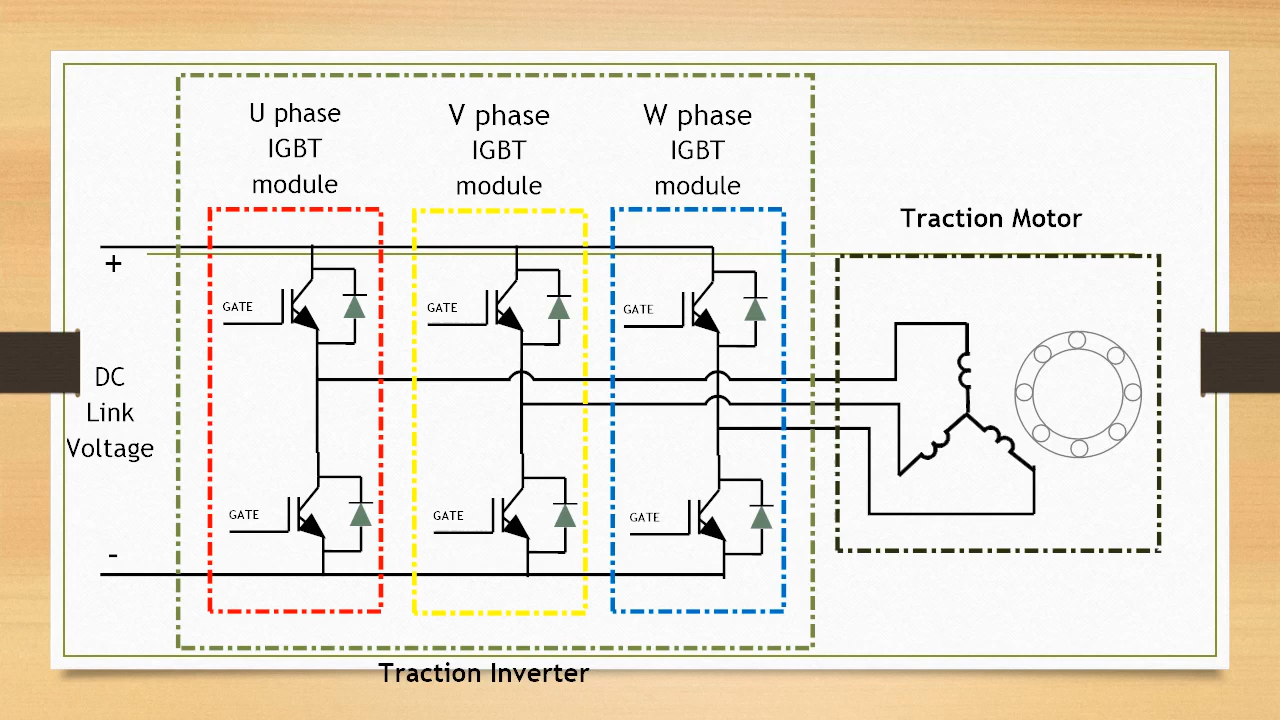 U phase
IGBT
module
V phase
IGBT
module
W phase
IGBT
module
Traction Motor
+
GATE
GATE
GATE
DC
Link
Voltage
GATE
GATE
GATE
-
Traction Inverter